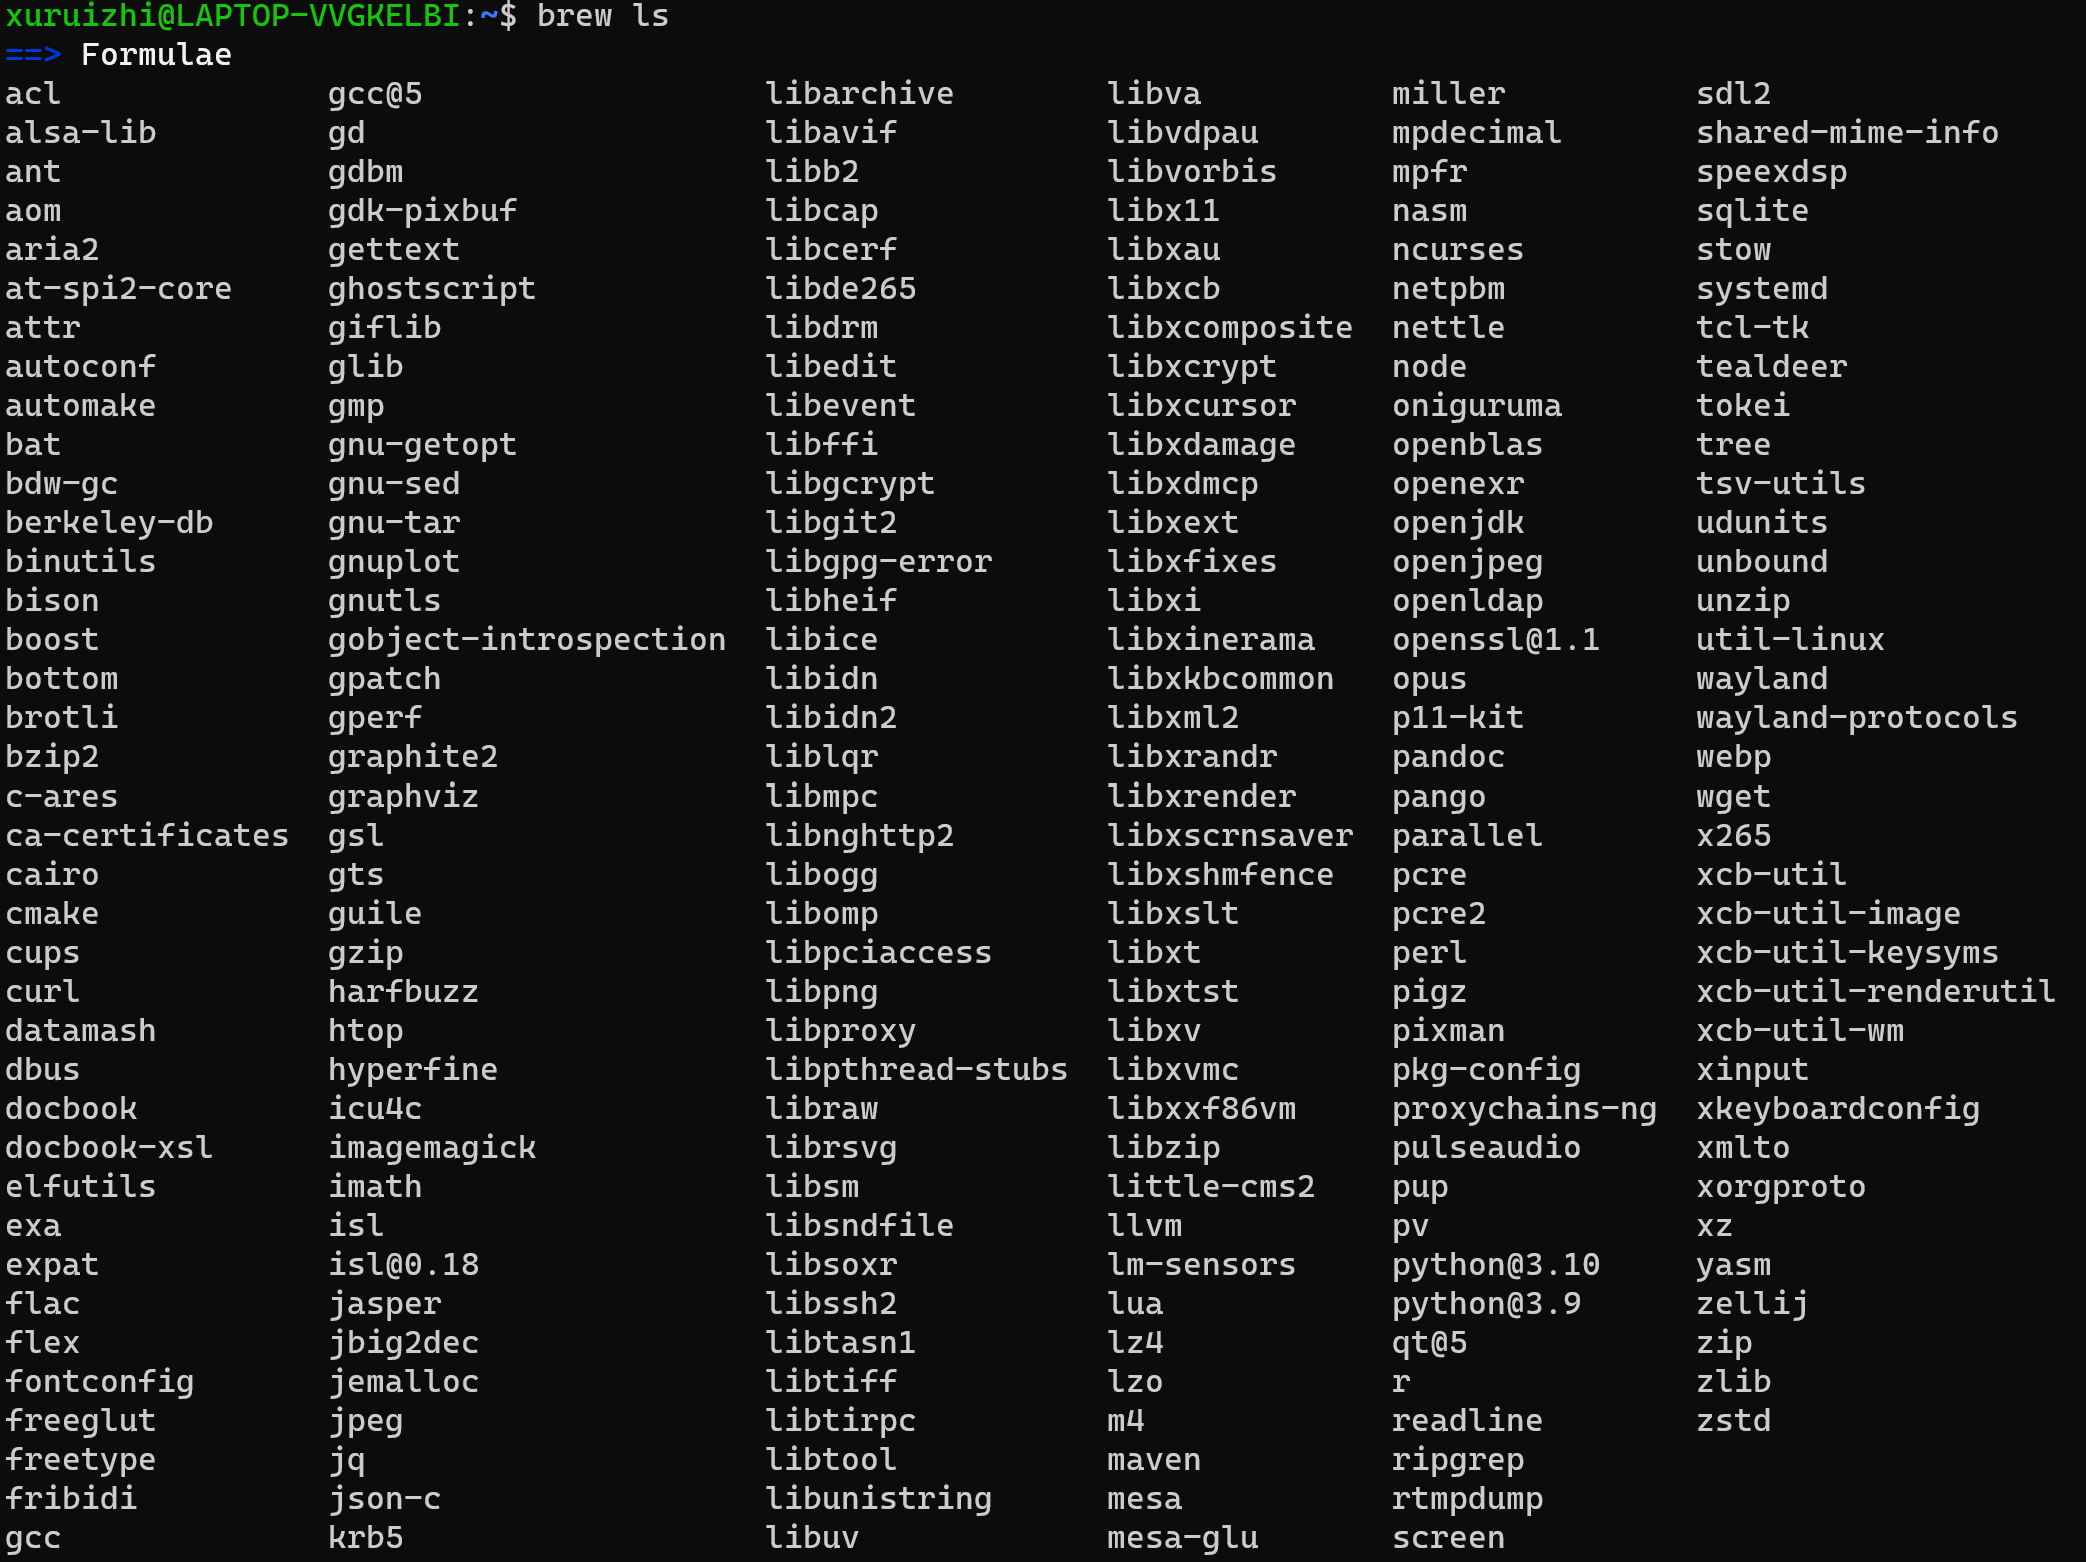 xuruizhi@LAPTOP-VVGKELBI:~$ brew ls
==> Formulae
acl gcc@5 libarchive libva miller sdl2
alsa-lib gd libavif libvdpau mpdecimal shared-mime-info
ant gdbm libb2 libvorbis mpfr speexdsp
aom gdk-pixbuf libcap libx11 nasm sqlite
aria2 gettext libcerf libxau ncurses stow
at-spi2-core ghostscript libde265 libxcb netpbm systemd
attr giflib libdrm libxcomposite nettle tcl-tk
autoconf glib libedit libxcrypt node tealdeer
automake gmp libevent libxcursor oniguruma tokei
bat gnu-getopt libffi libxdamage openblas tree
bdw-gc gnu-sed libgcrypt libxdmcp openexr tsv-utils
berkeley-db gnu-tar libgit2 libxext openjdk udunits
binutils gnuplot libgpg-error libxfixes openjpeg unbound
bison gnutls libheif libxi openldap unzip
boost gobject-introspection libice libxinerama openssl@1.1 util-linux
bottom gpatch libidn libxkbcommon opus wayland
brotli gperf libidn2 libxml2 p11-kit wayland-protocols
bzip2 graphite2 liblqr libxrandr pandoc webp
c-ares graphviz libmpc libxrender pango wget
ca-certificates gsl libnghttp2 libxscrnsaver parallel x265
cairo gts libogg libxshmfence pcre xcb-util
cmake guile libomp libxslt pcre2 xcb-util-image
cups gzip libpciaccess libxt perl xcb-util-keysyms
curl harfbuzz libpng libxtst pigz xcb-util-renderutil
datamash htop libproxy libxv pixman xcb-util-wm
dbus hyperfine libpthread-stubs libxvmc pkg-config xinput
docbook icu4c libraw libxxf86vm proxychains-ng xkeyboardconfig
docbook-xsl imagemagick librsvg libzip pulseaudio xmlto
elfutils imath libsm little-cms2 pup xorgproto
exa isl libsndfile llvm pv xz
expat isl@0.18 libsoxr lm-sensors python@3.10 yasm
flac jasper libssh2 lua python@3.9 zellij
flex jbig2dec libtasn1 lz4 qt@5 zip
fontconfig jemalloc libtiff lzo r zlib
freeglut jpeg libtirpc m4 readline zstd
freetype jq libtool maven ripgrep
fribidi json-c libunistring mesa rtmpdump
gcc krb5 libuv mesa-glu screen